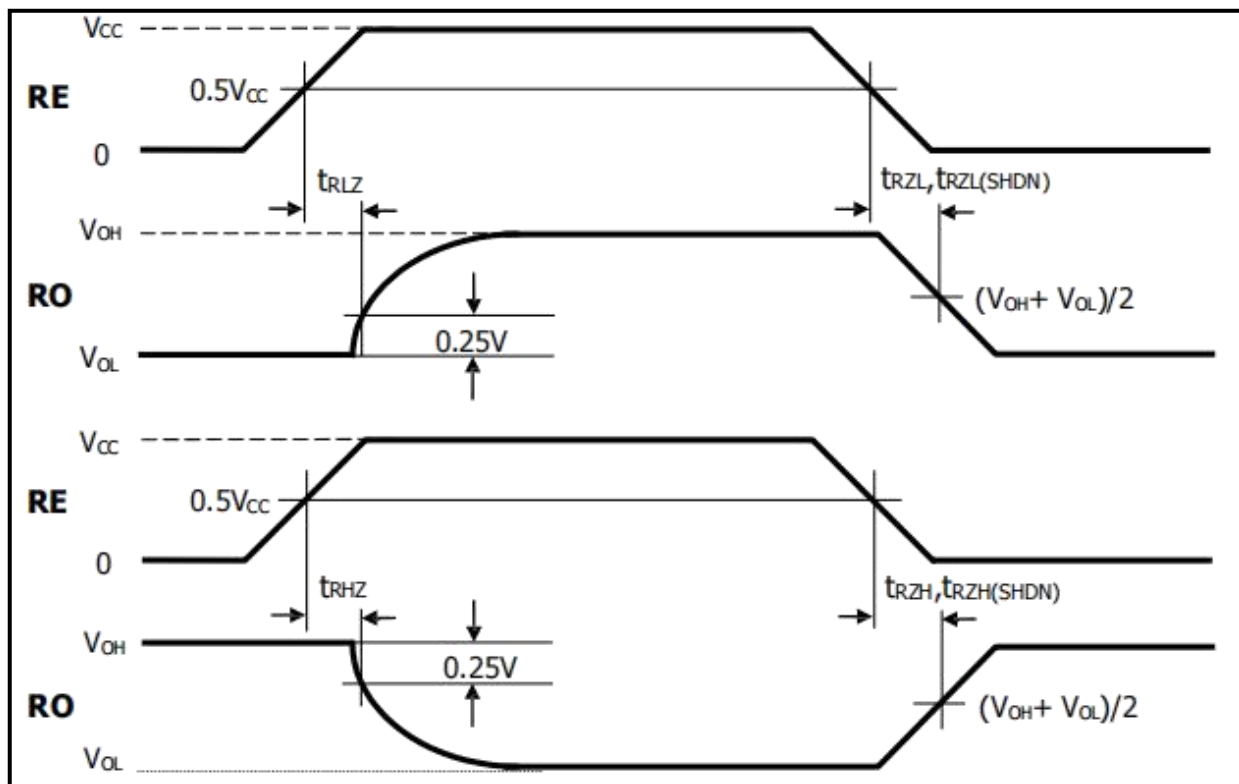 VCC
RE
0.5VCC
0
tRLZ
tRZL,tRZL(SHDN)
VOH
RO
(VOH+ VOL)/2
0.25V
VOL
VCC
RE
0.5VCC
0
tRHZ
tRZH,tRZH(SHDN)
VOH
0.25V
RO
(VOH+ VOL)/2
VOL